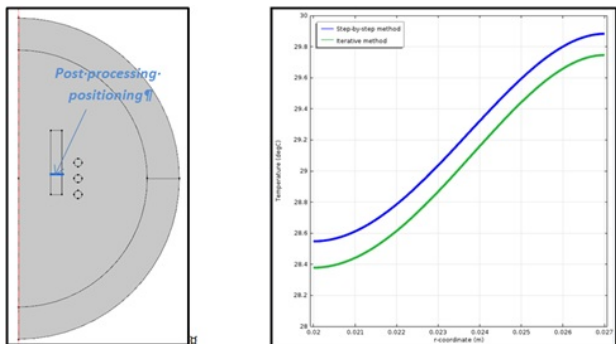 Post-processing·
positioning¶
¤
Step-by-step method
Iterative method
30
29.8
29.6
29.4
29.2
29
28.8
28.6
28.4
28.2
28
Temperature (degC)
0.02 0.021 0.022 0.023 0.024 0.025 0.026 0.027
r-coordinate (m)